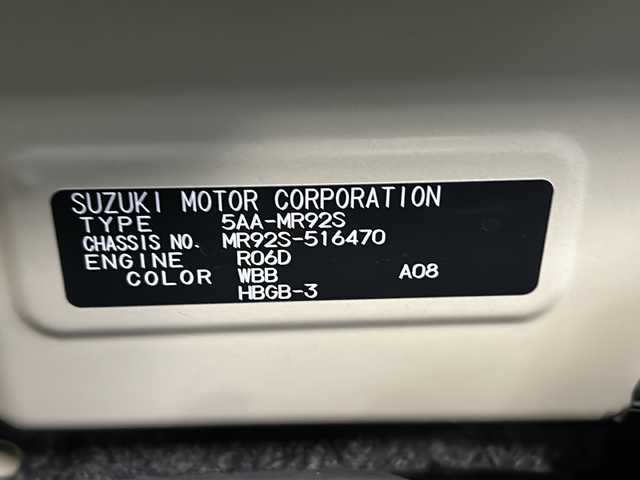 SUZUKI MOTOR CORPORATION
TYPE 5AA-MR92S
CHASSIS NO. MR92S-516470
ENGINE R06D
COLOR WBB A08
HBGB-3